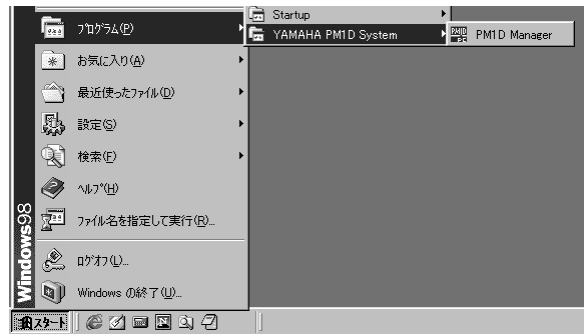 プログラム(P)
Startup
YAMAHA PM1D System
PM1D Manager
お気に入り(A)
最近使ったファイル(D)
設定(S)
検索(F)
ヘルプ(H)
ファイル名を指定して実行(R)...
ログオフ(L)...
Windows の終了(U)...
Windows98
スタート